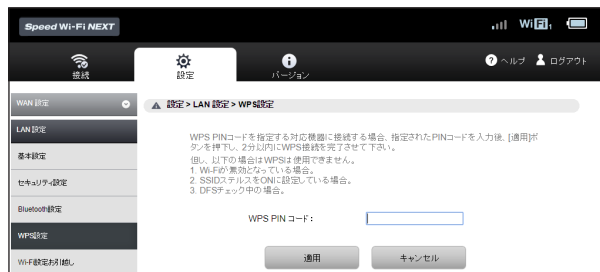 Speed Wi-Fi NEXT
WiFi 1
接続
設定
バージョン
ヘルプ
ログアウト
WAN 設定
LAN 設定
基本設定
セキュリティ設定
Bluetooth設定
WPS設定
Wi-Fi設定お引越し
設定 > LAN 設定 > WPS設定
WPS PINコードを指定する対応機器に接続する場合、指定されたPINコードを入力後、[適用]ボ
タンを押下し、2分以内にWPS接続を完了させて下さい。
但し、以下の場合はWPSは使用できません。
1. Wi-Fiが無効となっている場合。
2. SSIDステルスをONに設定している場合。
3. DFSチェック中の場合。
WPS PIN コード：
適用
キャンセル